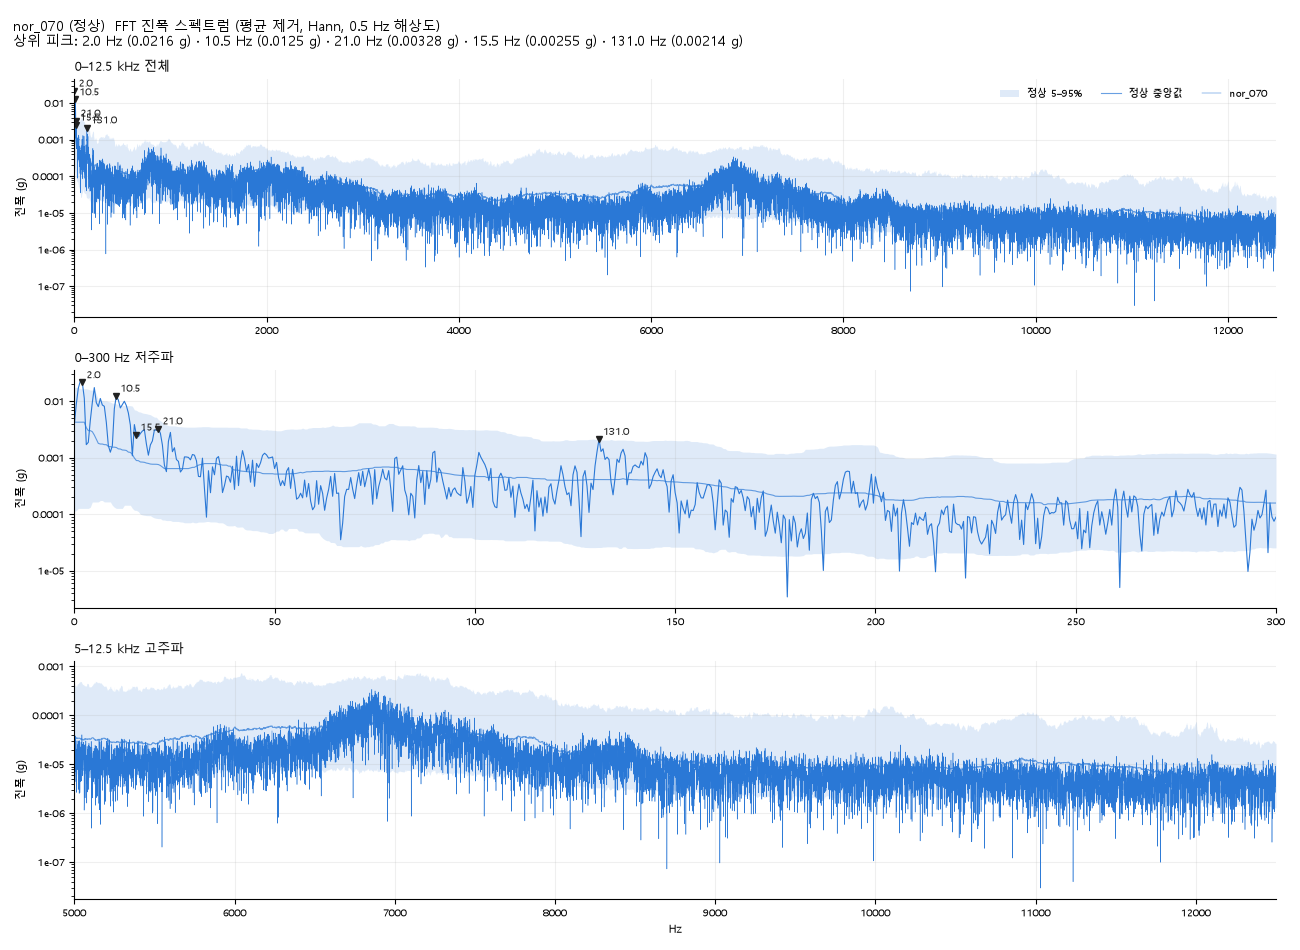 nor_070 (정상)  FFT 진폭 스펙트럼 (평균 제거, Hann, 0.5 Hz 해상도)
상위 피크: 2.0 Hz (0.0216 g) · 10.5 Hz (0.0125 g) · 21.0 Hz (0.00328 g) · 15.5 Hz (0.00255 g) · 131.0 Hz (0.00214 g)
0–12.5 kHz 전체
2.0
10.5
21.0
131.0
정상 5–95%
정상 중앙값
nor_070
0.01
0.001
0.0001
1e-05
1e-06
1e-07
진폭 (g)
0 2000 4000 6000 8000 10000 12000
0–300 Hz 저주파
2.0
10.5
21.0
131.0
0.01
0.001
0.0001
1e-05
진폭 (g)
0 50 100 150 200 250 300
5–12.5 kHz 고주파
0.001
0.0001
1e-05
1e-06
1e-07
진폭 (g)
5000 6000 7000 8000 9000 10000 11000 12000
Hz